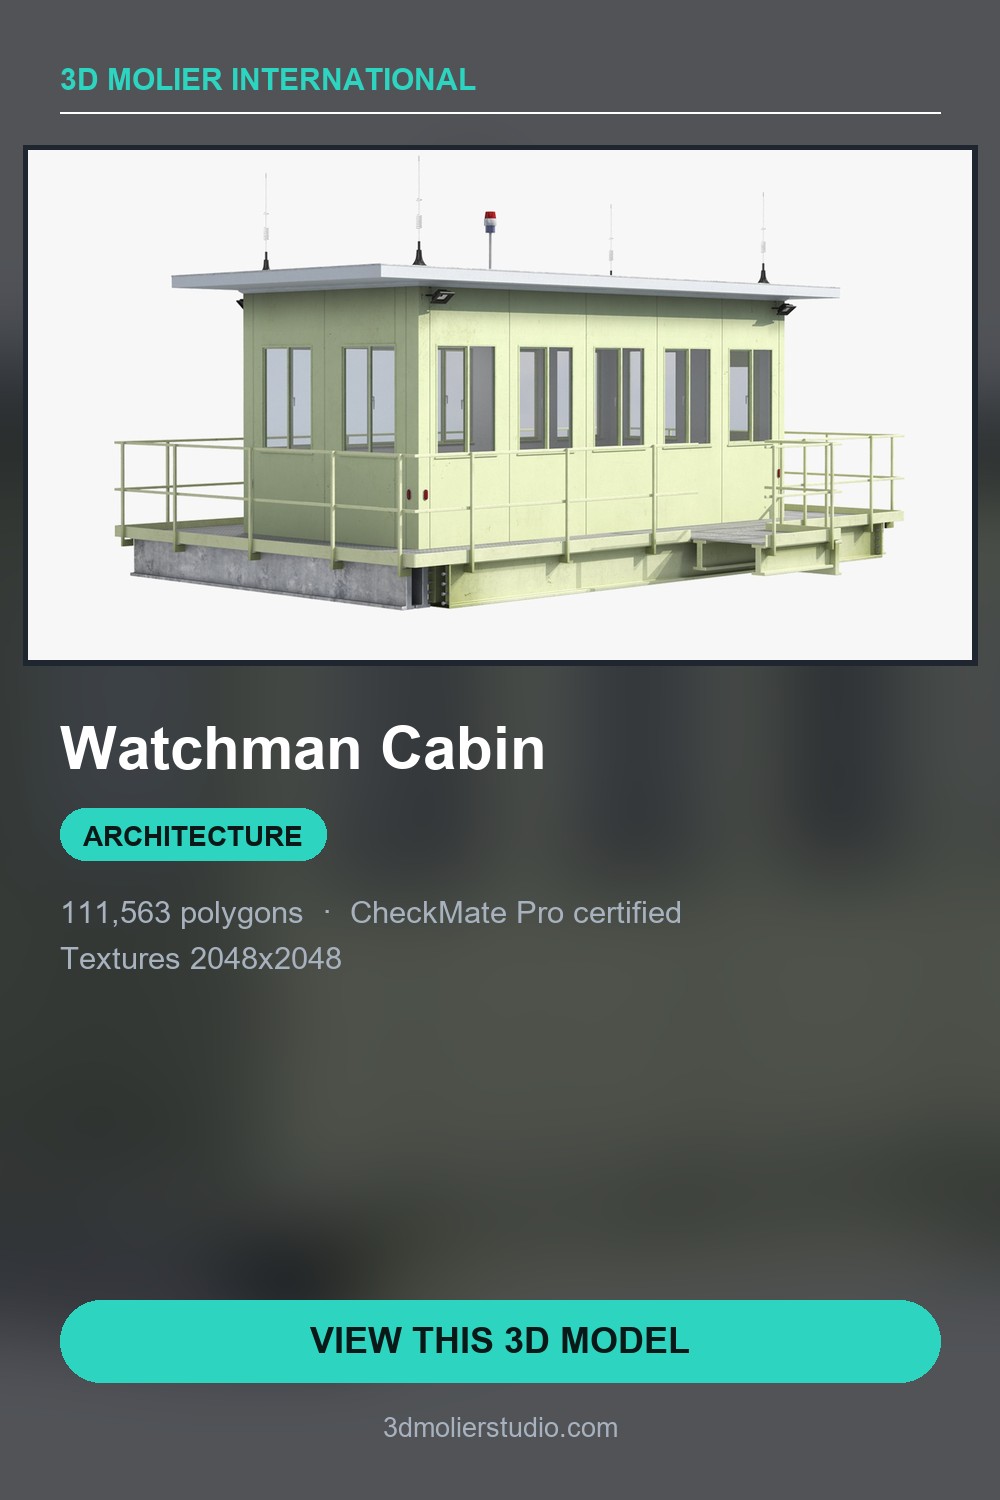 3D MOLIER INTERNATIONAL
Watchman Cabin
ARCHITECTURE
111,563 polygons · CheckMate Pro certified
Textures 2048x2048
VIEW THIS 3D MODEL
3dmolierstudio.com